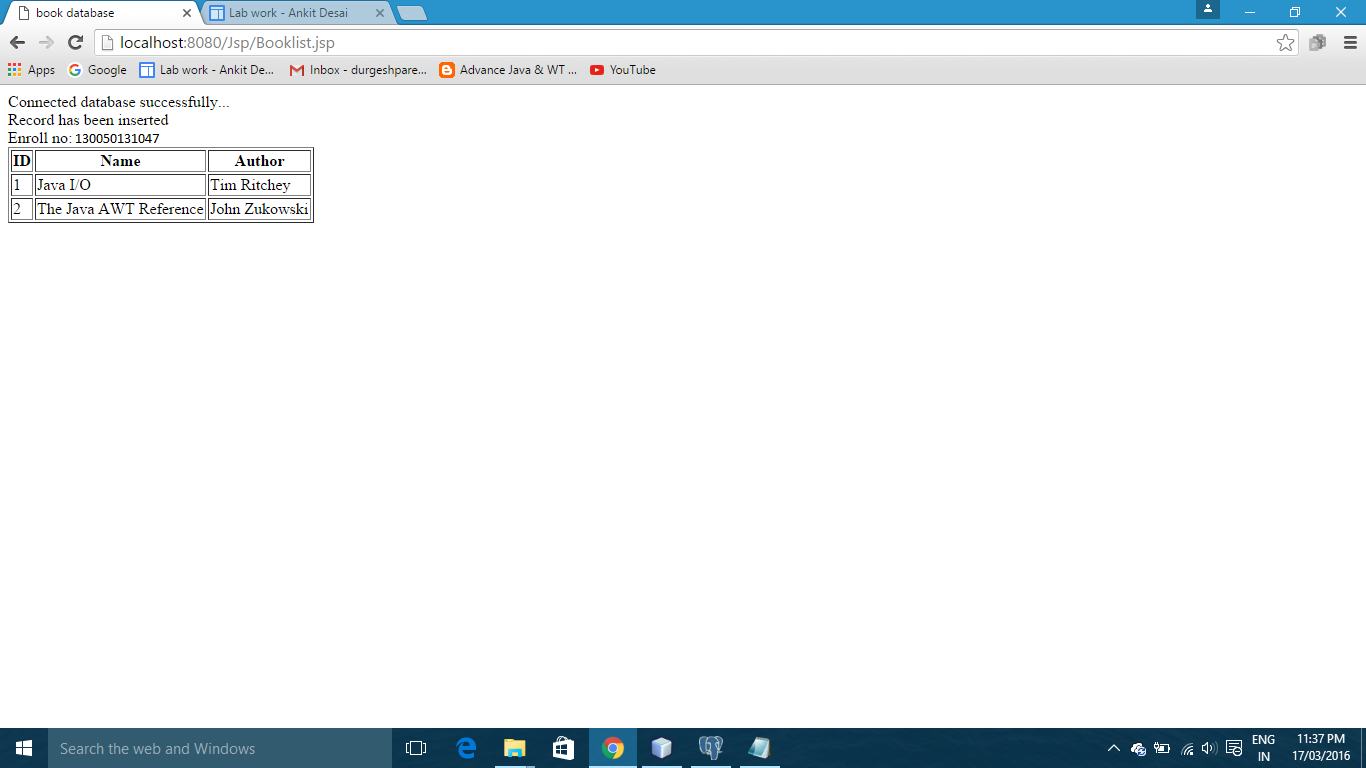 book database
Lab work - Ankit Desai
localhost:8080/Jsp/Booklist.jsp
Apps
Google
Lab work - Ankit De...
Inbox - durgeshpare...
Advance Java & WT ...
YouTube
Connected database successfully...
Record has been inserted
Enroll no: 130050131047
ID Name Author
1 Java I/O Tim Ritchey
2 The Java AWT Reference John Zukowski
Search the web and Windows
ENG
IN
11:37 PM
17/03/2016